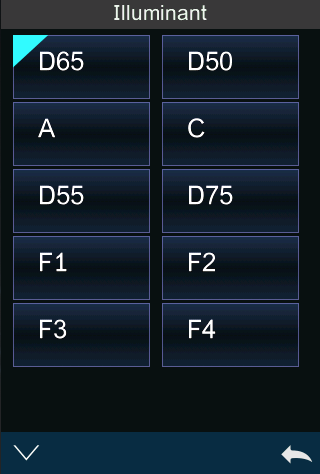 Illuminant
D65 D50
A C
D55 D75
F1 F2
F3 F4